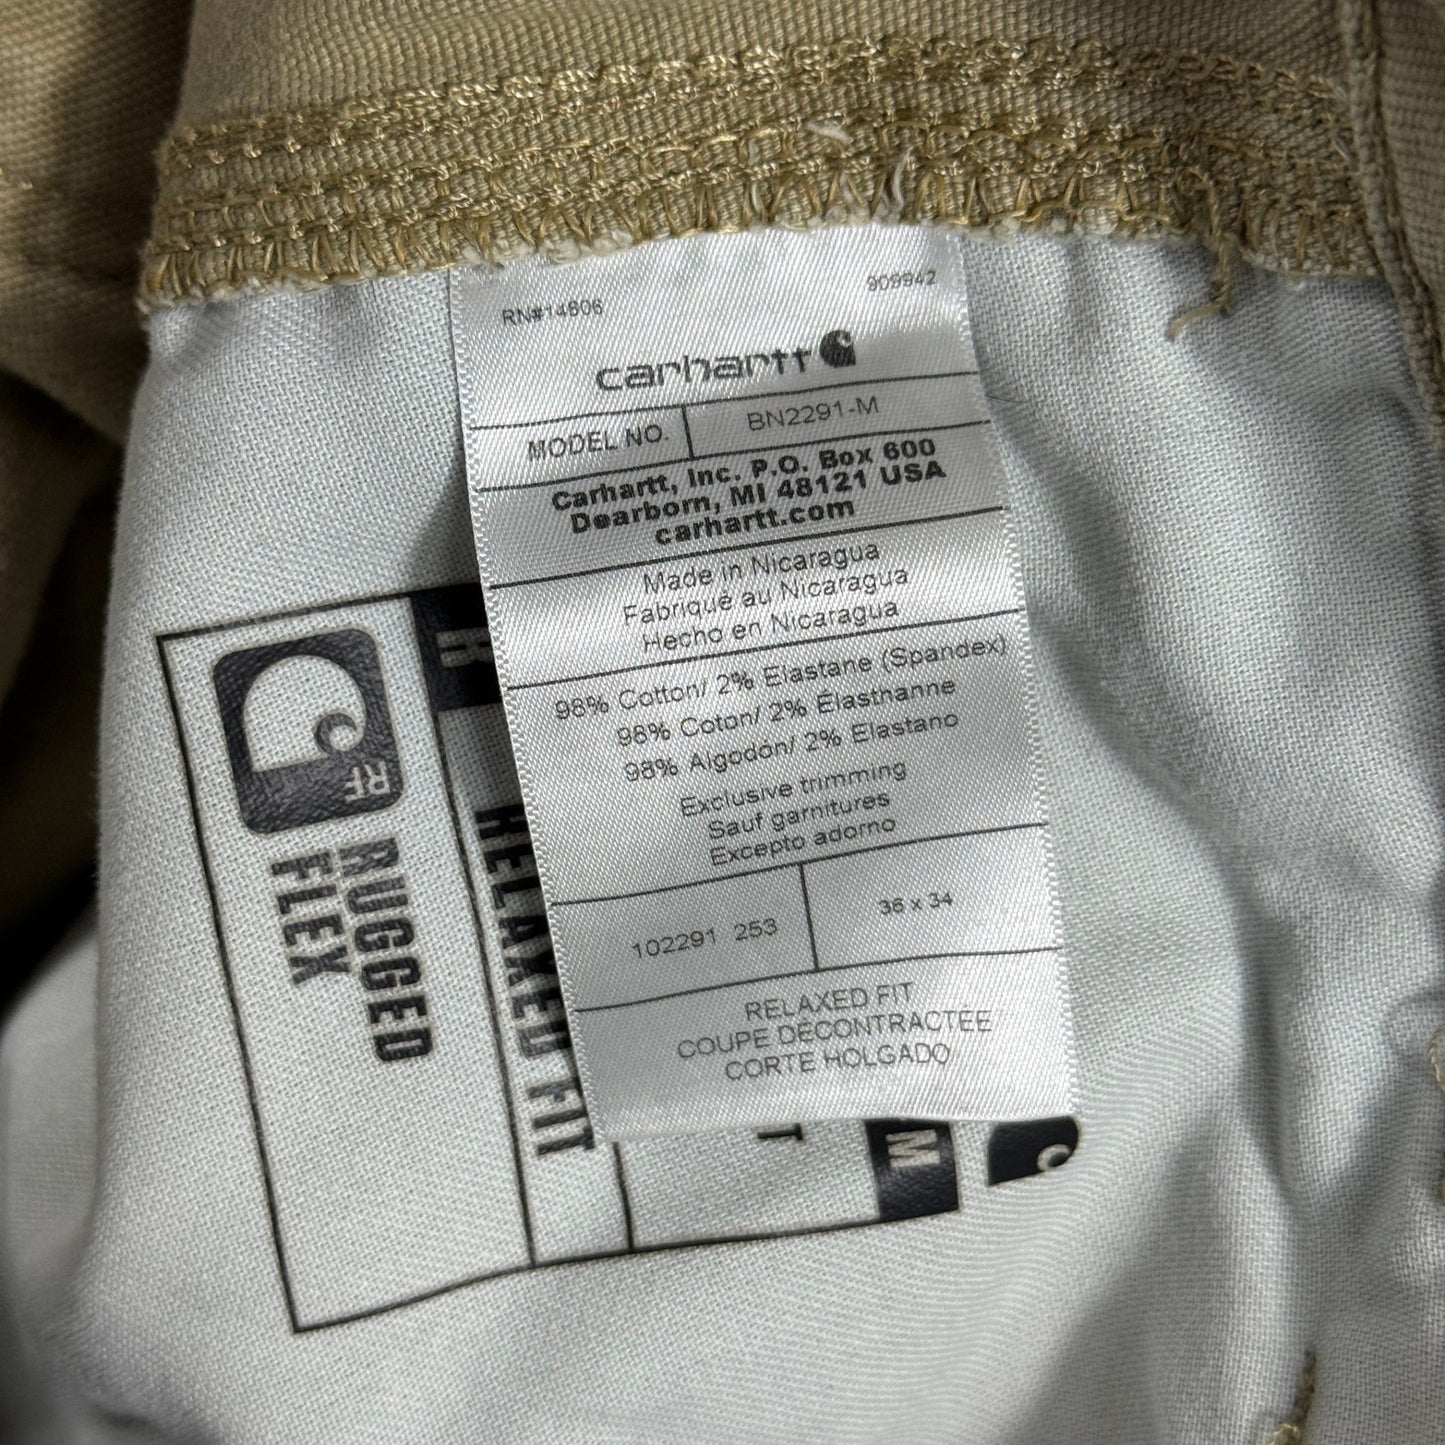 RN#14806
909942
carhartt
MODEL NO.
BN2291-M
Carhartt, Inc. P.O. Box 600
Dearborn, MI 48121 USA
carhartt.com
Made in Nicaragua
Fabriqué au Nicaragua
Hecho en Nicaragua
98% Cotton/ 2% Elastane (Spandex)
98% Coton/ 2% Élasthanne
98% Algodón/ 2% Elastano
Exclusive trimming
Sauf garnitures
Excepto adorno
102291 253
36 x 34
RELAXED FIT
COUPE DÉCONTRACTÉE
CORTE HOLGADO
RF
RUGGED
FLEX
R
RELAXED FIT
T
M